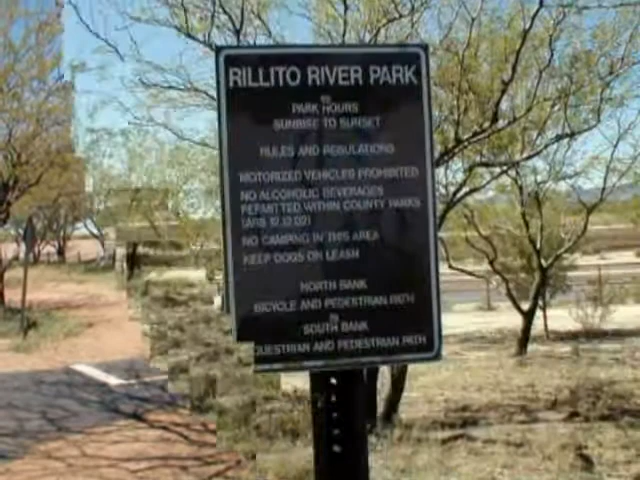 RILLITO RIVER PARK
PARK HOURS
SUNRISE TO SUNSET
RULES AND REGULATIONS
MOTORIZED VEHICLES PROHIBITED
NO ALCOHOLIC BEVERAGES
PERMITTED WITHIN COUNTY PARKS
NO CAMPING IN THIS AREA
KEEP DOGS ON LEASH
NORTH BANK
BICYCLE AND PEDESTRIAN PATH
SOUTH BANK
QUESTRIAN AND PEDESTRIAN PATH